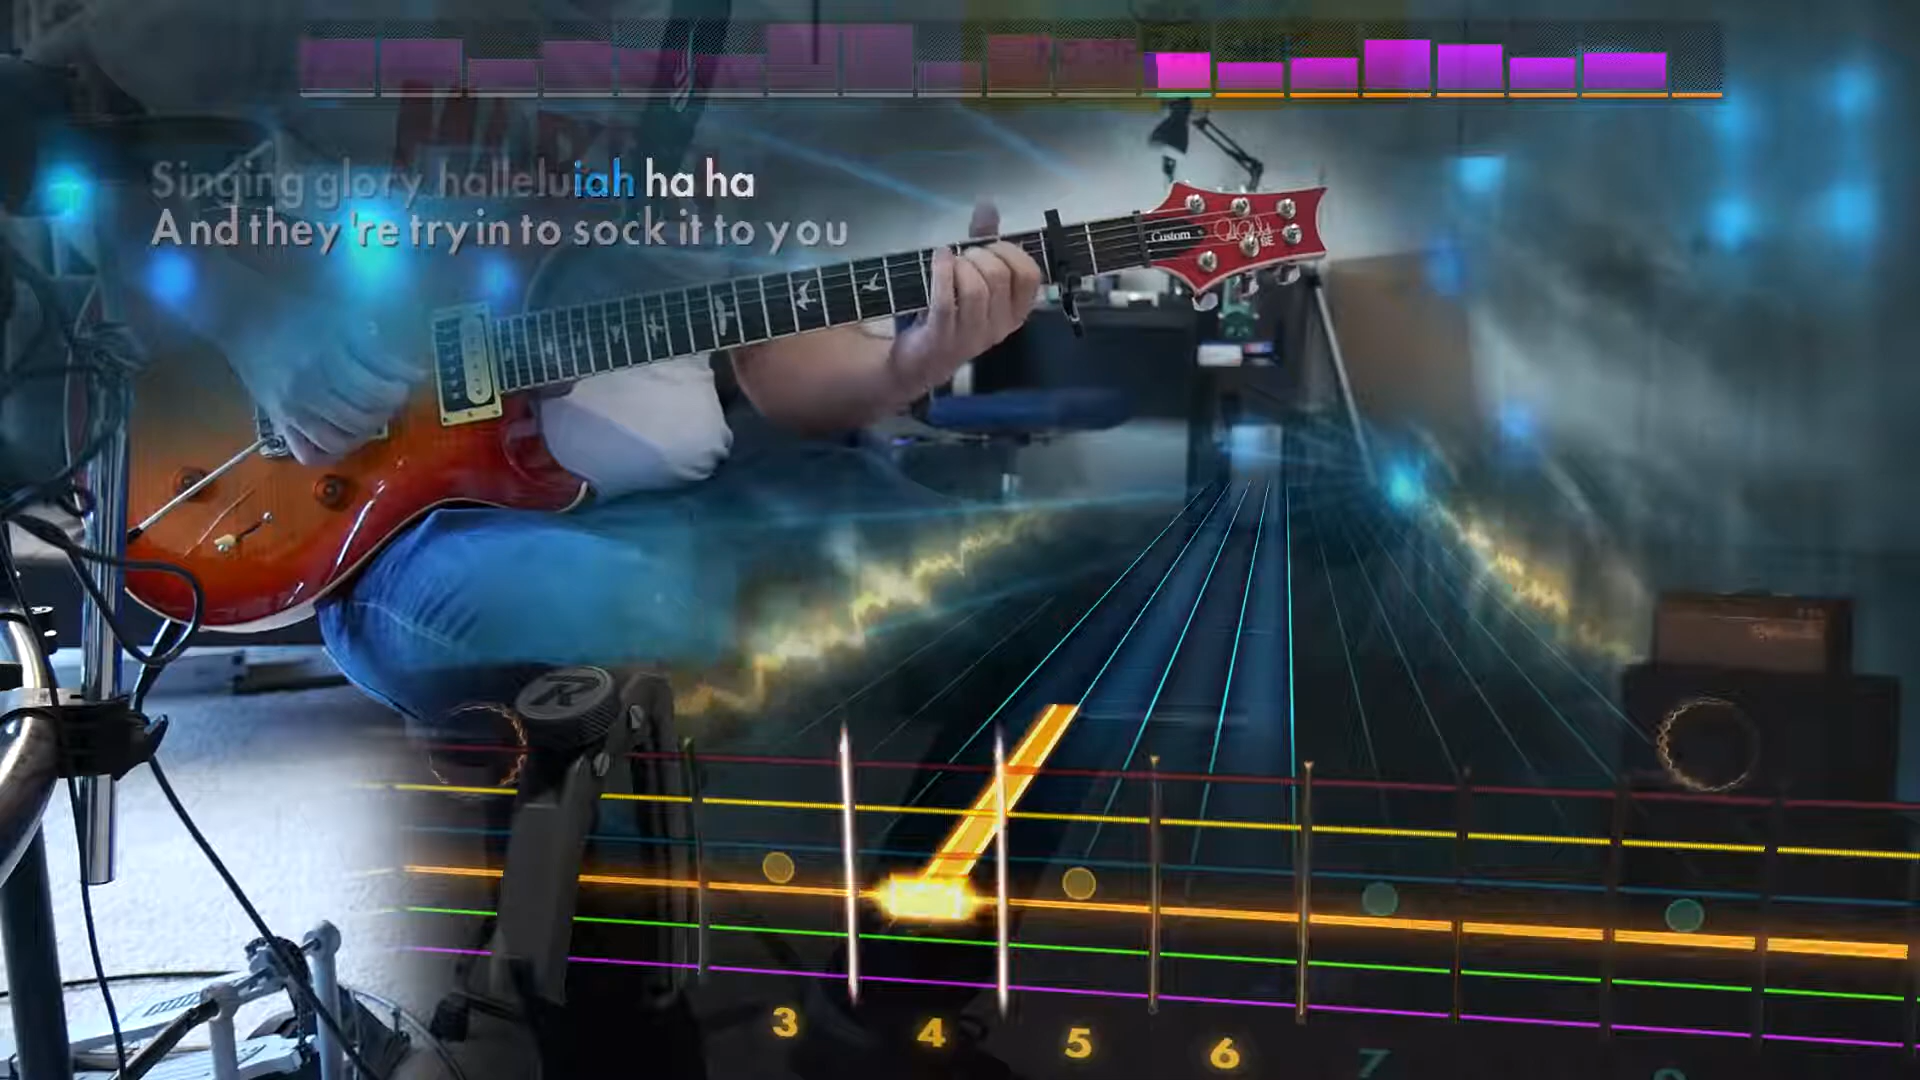 Singing glory halleluiah ha ha
And they 're tryin to sock it to you
Custom
SE
R
3
4
5
6
7